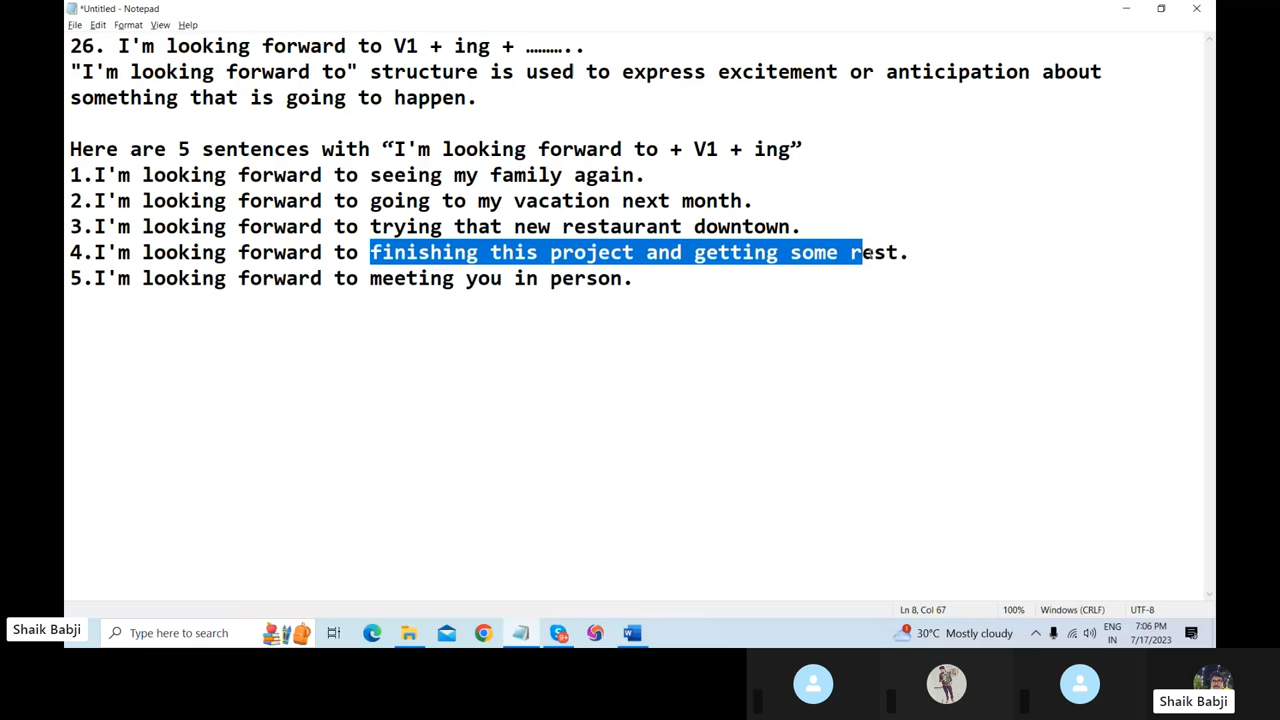 *Untitled - Notepad
File Edit Format View Help
26. I'm looking forward to V1 + ing + ………..
"I'm looking forward to" structure is used to express excitement or anticipation about
something that is going to happen.
Here are 5 sentences with “I'm looking forward to + V1 + ing”
1.I'm looking forward to seeing my family again.
2.I'm looking forward to going to my vacation next month.
3.I'm looking forward to trying that new restaurant downtown.
4.I'm looking forward to finishing this project and getting some rest.
5.I'm looking forward to meeting you in person.
Ln 8, Col 67 100% Windows (CRLF) UTF-8
Shaik Babji
Type here to search
30°C Mostly cloudy
ENG
IN
7:06 PM
7/17/2023
Shaik Babji